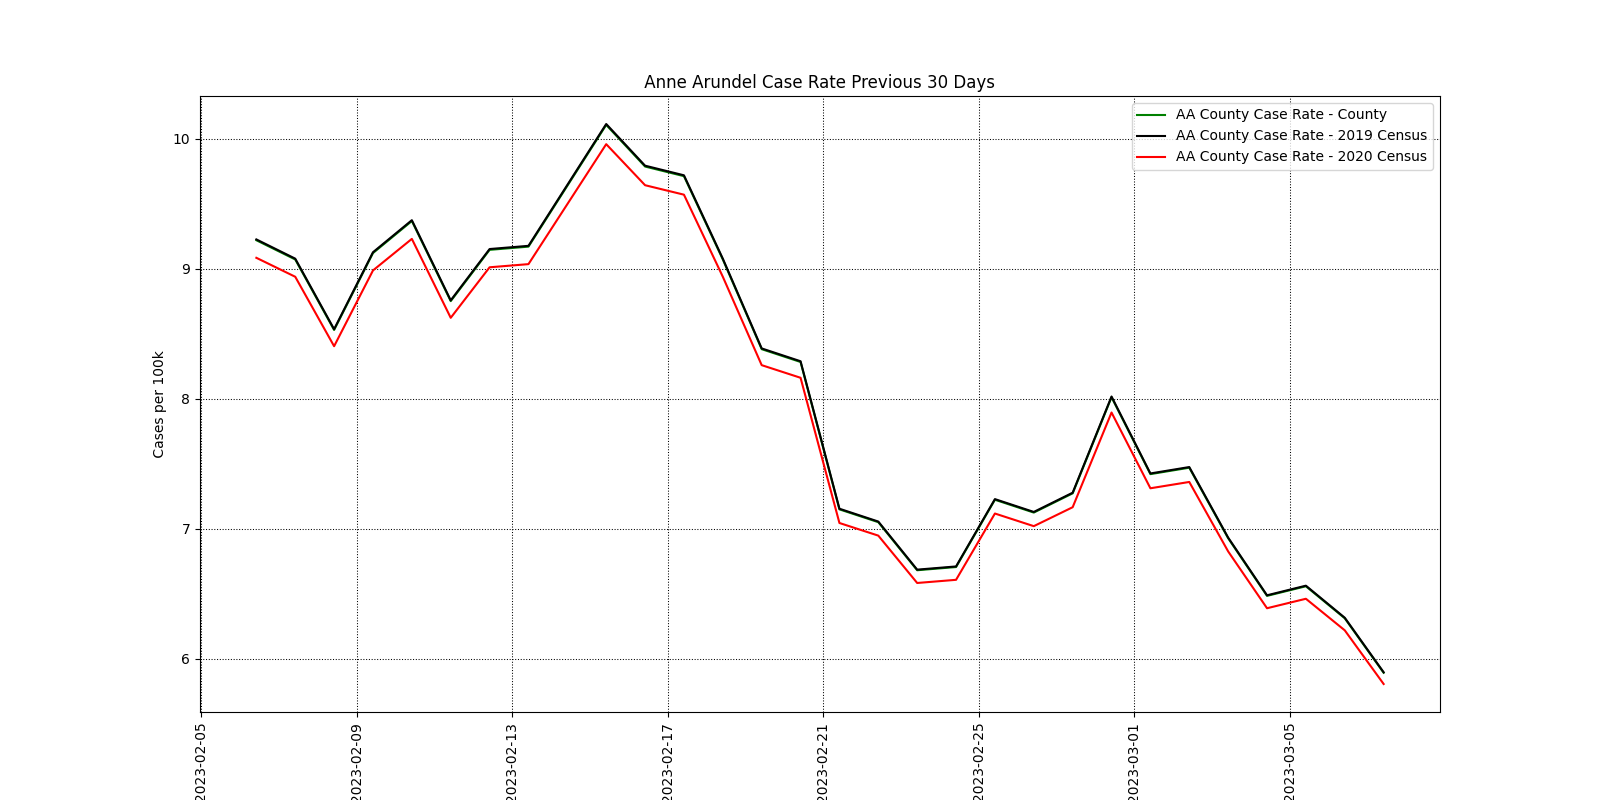 Anne Arundel Case Rate Previous 30 Days
AA County Case Rate - County
AA County Case Rate - 2019 Census
AA County Case Rate - 2020 Census
Cases per 100k
10
9
8
7
6
2023-02-05
2023-02-09
2023-02-13
2023-02-17
2023-02-21
2023-02-25
2023-03-01
2023-03-05